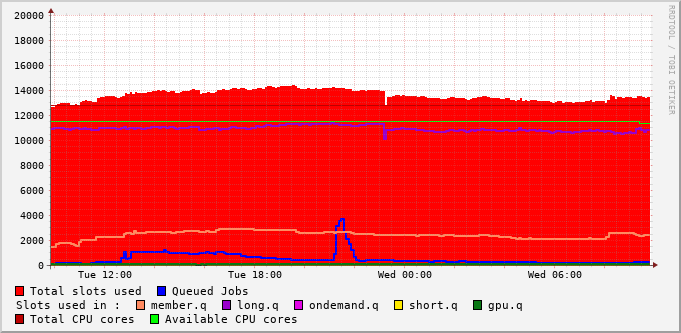 20000
18000
16000
14000
12000
10000
8000
6000
4000
2000
0
Tue 12:00 Tue 18:00 Wed 00:00 Wed 06:00
RRDTOOL / TOBI OETIKER
Total slots used Queued Jobs
Slots used in : member.q long.q ondemand.q short.q gpu.q
Total CPU cores Available CPU cores